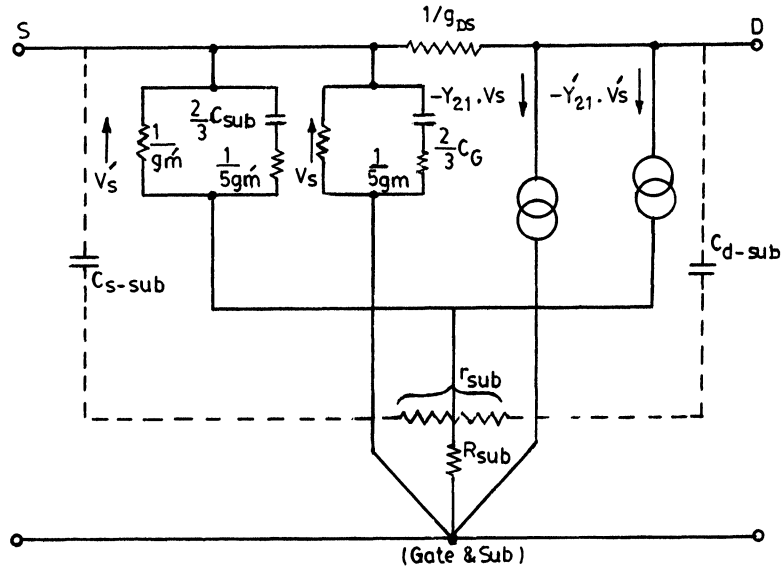 1/gDS
S
D
2/3 Csub
1/gm'
1/5gm'
Vs'
Vs
1/5gm
2/3 CG
-Y21.Vs
-Y'21.V's
Cs-sub
Cd-sub
rsub
Rsub
(Gate & Sub)